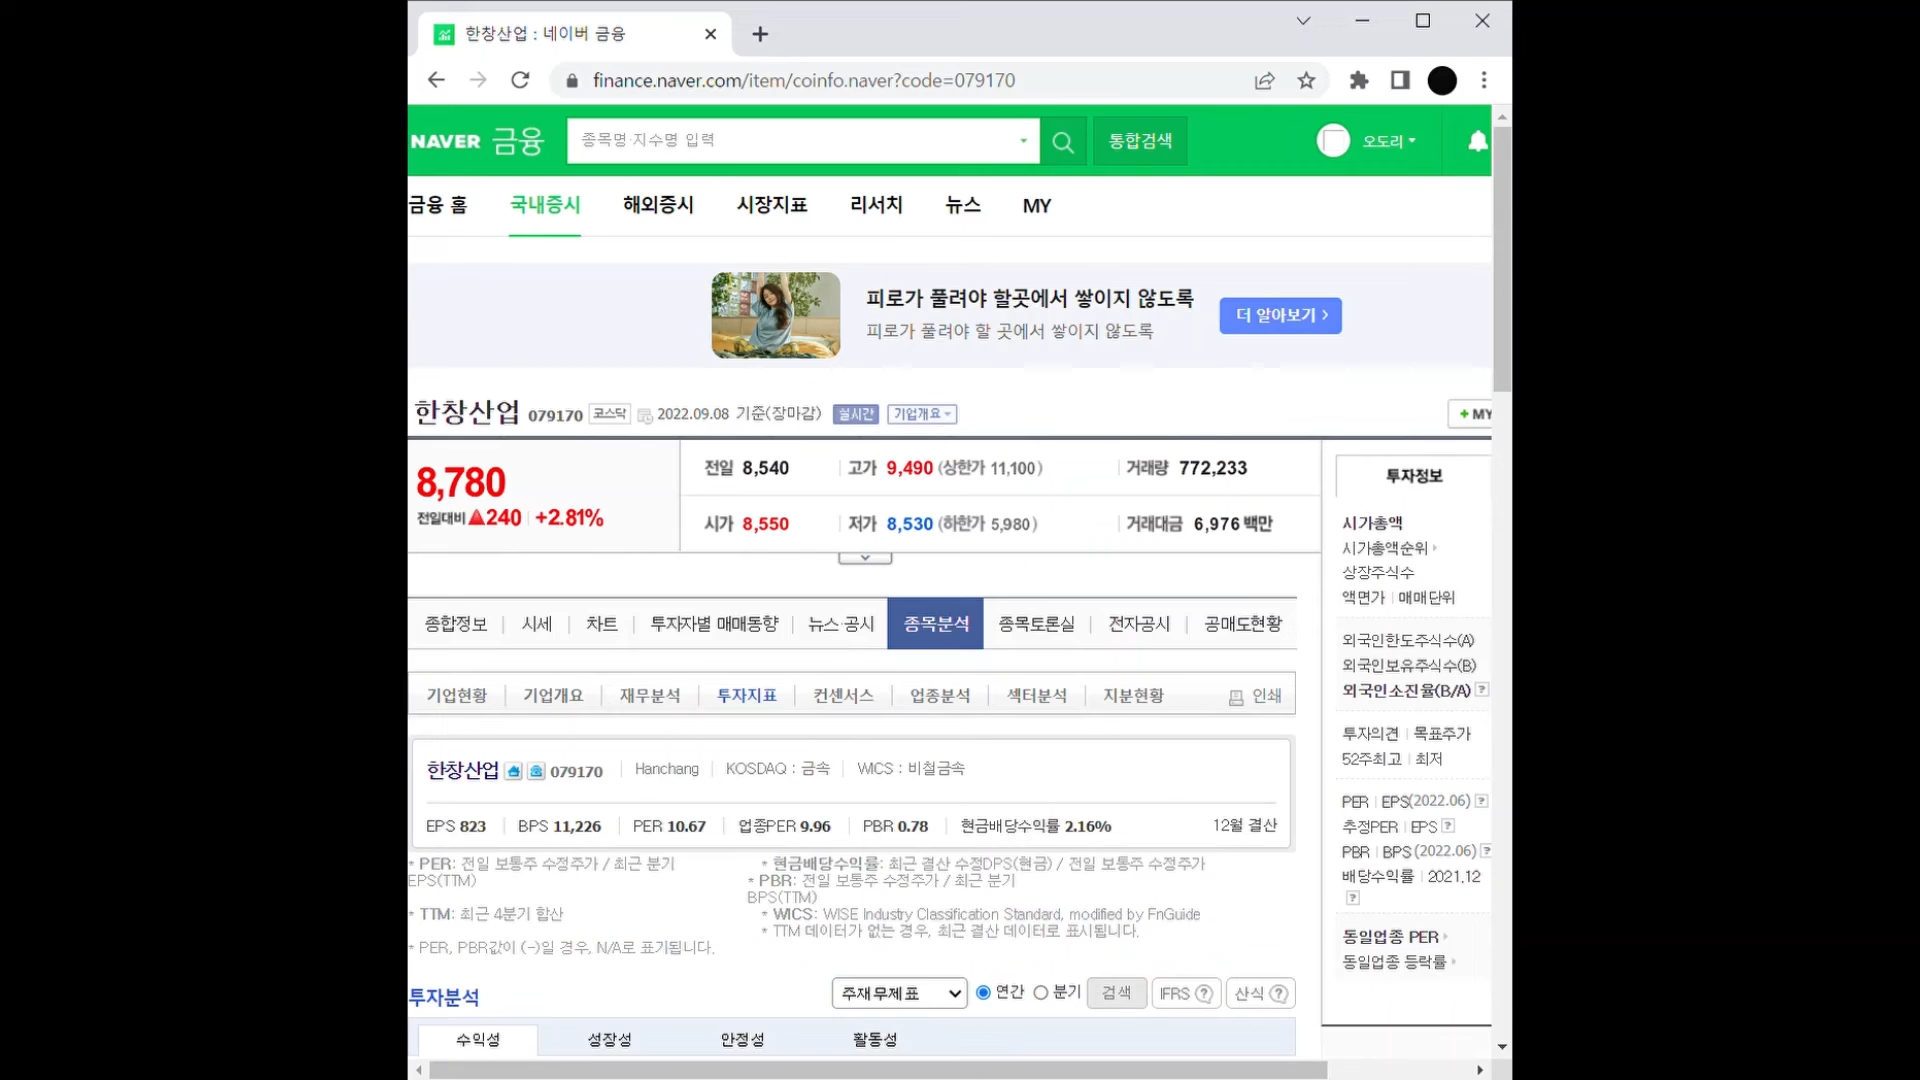 한창산업 : 네이버 금융
finance.naver.com/item/coinfo.naver?code=079170
NAVER 금융 종목명·지수명 입력 통합검색 오도리
금융 홈 국내증시 해외증시 시장지표 리서치 뉴스 MY
피로가 풀려야 할곳에서 쌓이지 않도록
피로가 풀려야 할 곳에서 쌓이지 않도록
더 알아보기 >
한창산업 079170 코스닥 2022.09.08 기준(장마감) 실시간 기업개요 + MY
8,780
전일대비 ▲240 +2.81%
전일 8,540 고가 9,490 (상한가 11,100) 거래량 772,233
시가 8,550 저가 8,530 (하한가 5,980) 거래대금 6,976 백만
투자정보
시가총액
시가총액순위
상장주식수
액면가 | 매매단위
외국인한도주식수(A)
외국인보유주식수(B)
외국인소진율(B/A) ?
투자의견 | 목표주가
52주최고 | 최저
PER | EPS(2022.06) ?
추정PER | EPS ?
PBR | BPS (2022.06) ?
배당수익률 | 2021.12
?
동일업종 PER
동일업종 등락률
종합정보 시세 차트 투자자별 매매동향 뉴스·공시 종목분석 종목토론실 전자공시 공매도현황
기업현황 기업개요 재무분석 투자지표 컨센서스 업종분석 섹터분석 지분현황 인쇄
한창산업 079170 Hanchang KOSDAQ : 금속 WICS : 비철금속
EPS 823 BPS 11,226 PER 10.67 업종PER 9.96 PBR 0.78 현금배당수익률 2.16% 12월 결산
* PER: 전일 보통주 수정주가 / 최근 분기
EPS(TTM)
* TTM: 최근 4분기 합산
* PER, PBR값이 (-)일 경우, N/A로 표기됩니다.
* 현금배당수익률: 최근 결산 수정DPS(현금) / 전일 보통주 수정주가
* PBR: 전일 보통주 수정주가 / 최근 분기
BPS(TTM)
* WICS: WISE Industry Classification Standard, modified by FnGuide
* TTM 데이터가 없는 경우, 최근 결산 데이터로 표시됩니다.
투자분석 주재무제표 연간 분기 검색 IFRS ? 산식 ?
수익성 성장성 안정성 활동성